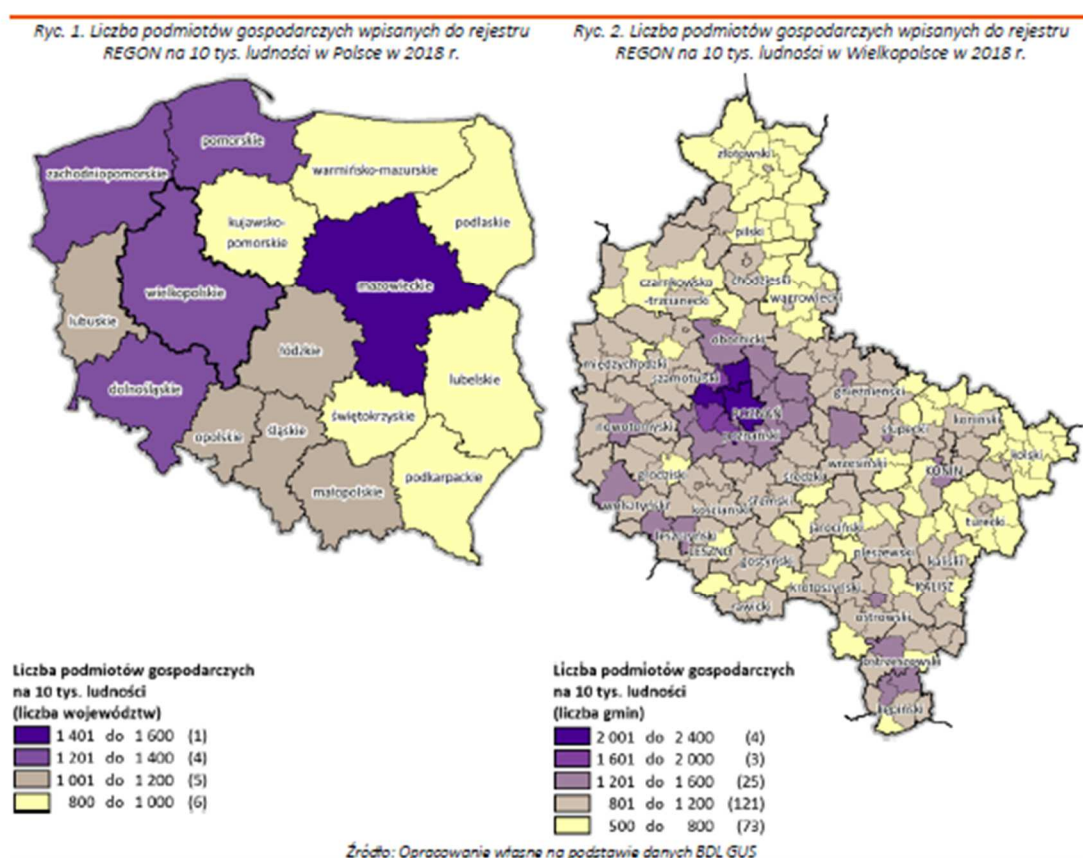 Ryc. 1. Liczba podmiotów gospodarczych wpisanych do rejestru
REGON na 10 tys. ludności w Polsce w 2018 r.
pomorskie
zachodniopomorskie
warmińsko-mazurskie
podlaskie
kujawsko-
pomorskie
mazowieckie
wielkopolskie
lubuskie
łódzkie
lubelskie
dolnośląskie
świętokrzyskie
opolskie
śląskie
podkarpackie
małopolskie
Liczba podmiotów gospodarczych
na 10 tys. ludności
(liczba województw)
1 401 do 1 600 (1)
1 201 do 1 400 (4)
1 001 do 1 200 (5)
800 do 1 000 (6)
Ryc. 2. Liczba podmiotów gospodarczych wpisanych do rejestru
REGON na 10 tys. ludności w Wielkopolsce w 2018 r.
złotowski
pilski
chodzieski
czarnkowsko
-trzcianecki
wągrowiecki
obornicki
międzychodzki
szamotulski
gnieźnieński
POZNAŃ
poznański
nowotomyski
słupecki
koniński
kolski
KONIN
wrzesiński
grodziski
średzki
śremski
kościański
wolsztyński
turecki
jarociński
leszczyński
LESZNO
pleszewski
gostyński
kaliski
KALISZ
krotoszyński
rawicki
ostrowski
ostrzeszowski
kępiński
Liczba podmiotów gospodarczych
na 10 tys. ludności
(liczba gmin)
2 001 do 2 400 (4)
1 601 do 2 000 (3)
1 201 do 1 600 (25)
801 do 1 200 (121)
500 do 800 (73)
Źródło: Opracowanie własne na podstawie danych BDL GUS